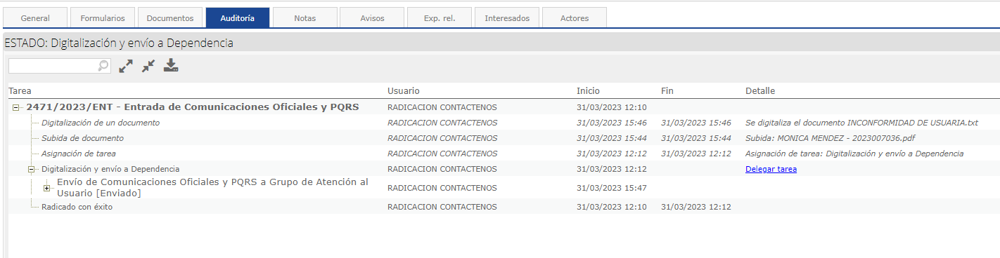 General Formularios Documentos Auditoría Notas Avisos Exp. rel. Interesados Actores
ESTADO: Digitalización y envío a Dependencia
Tarea Usuario Inicio Fin Detalle
2471/2023/ENT - Entrada de Comunicaciones Oficiales y PQRS RADICACION CONTACTENOS 31/03/2023 12:10
Digitalización de un documento RADICACION CONTACTENOS 31/03/2023 15:46 31/03/2023 15:46 Se digitaliza el documento INCONFORMIDAD DE USUARIA.txt
Subida de documento RADICACION CONTACTENOS 31/03/2023 15:44 31/03/2023 15:44 Subida: MONICA MENDEZ - 2023007036.pdf
Asignación de tarea RADICACION CONTACTENOS 31/03/2023 12:12 31/03/2023 12:12 Asignación de tarea: Digitalización y envío a Dependencia
Digitalización y envío a Dependencia RADICACION CONTACTENOS 31/03/2023 12:12 Delegar tarea
Envío de Comunicaciones Oficiales y PQRS a Grupo de Atención al
Usuario [Enviado] RADICACION CONTACTENOS 31/03/2023 15:47
Radicado con éxito RADICACION CONTACTENOS 31/03/2023 12:10 31/03/2023 12:12